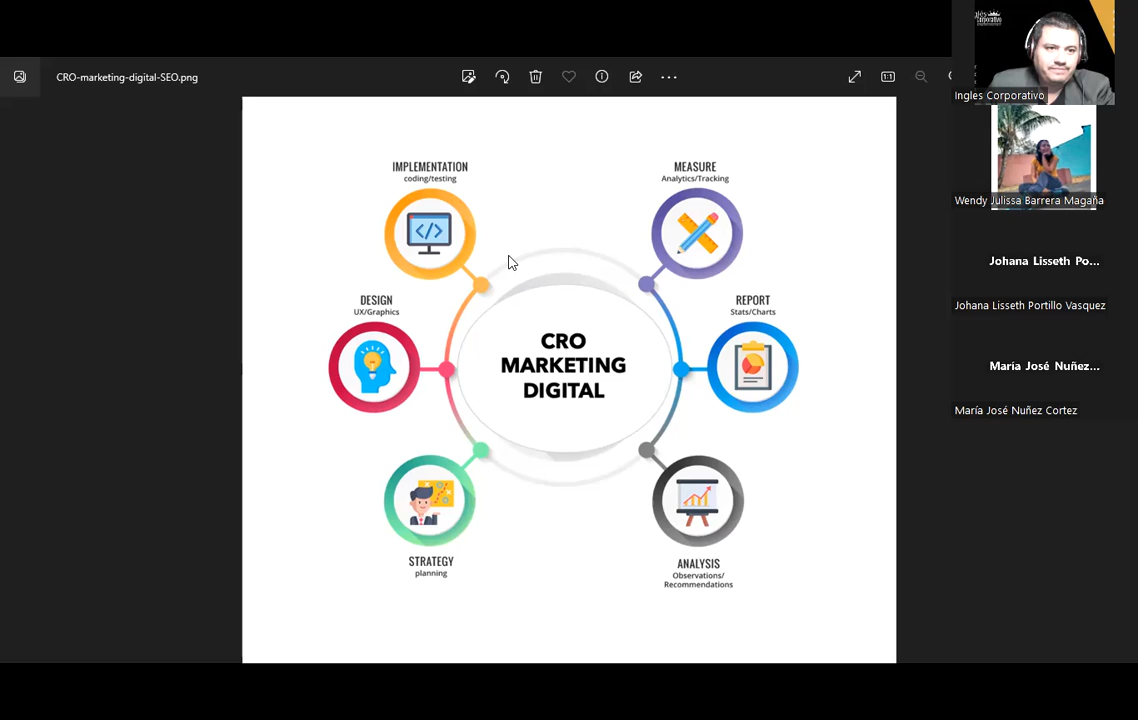 CRO-marketing-digital-SEO.png
1:1
IMPLEMENTATION
coding/testing
MEASURE
Analytics/Tracking
DESIGN
UX/Graphics
REPORT
Stats/Charts
CRO
MARKETING
DIGITAL
STRATEGY
planning
ANALYSIS
Observations/
Recommendations
Ingles Corporativo
Wendy Julissa Barrera Magaña
Johana Lisseth Po...
Johana Lisseth Portillo Vasquez
María José Nuñez...
María José Nuñez Cortez